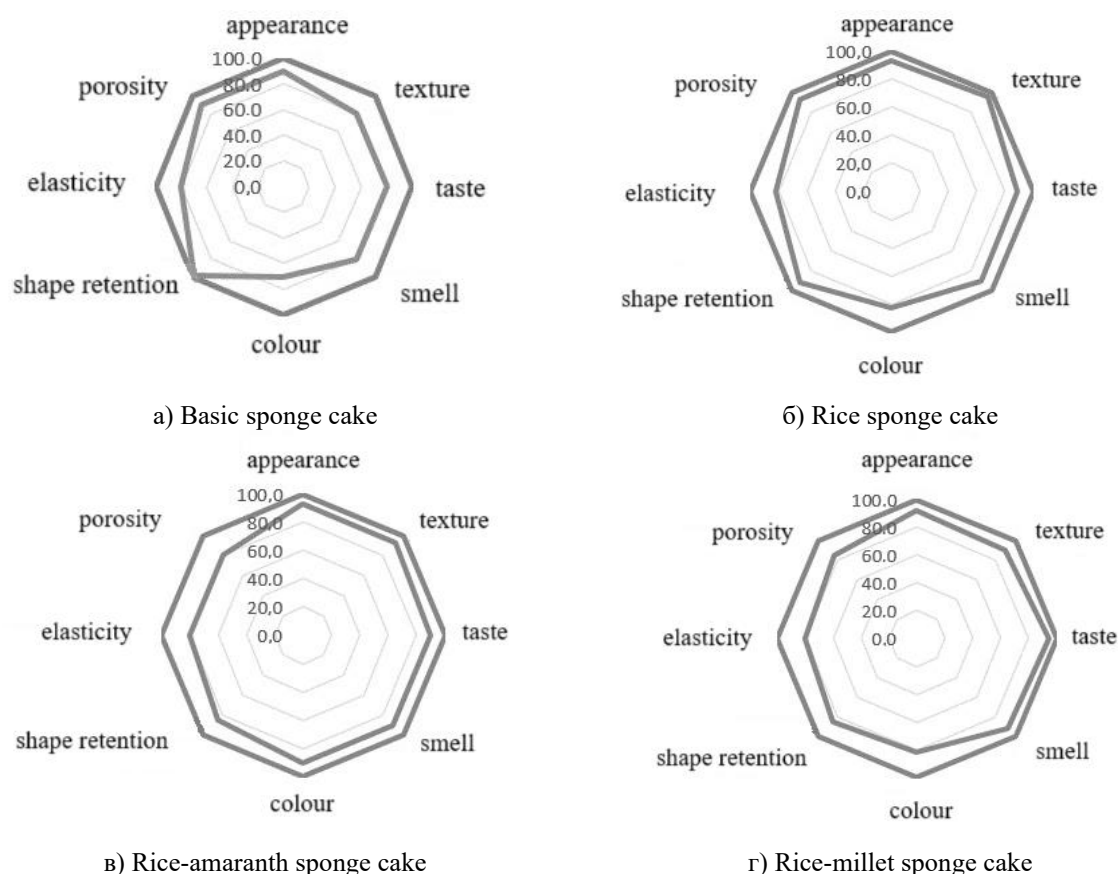 appearance
100.0
porosity
80.0
texture
60.0
40.0
20.0
elasticity
0,0
taste
shape retention
smell
colour
а) Basic sponge cake
appearance
100,0
porosity
80,0
texture
60,0
40,0
20,0
elasticity
0,0
taste
shape retention
smell
colour
б) Rice sponge cake
appearance
100,0
porosity
80,0
texture
60,0
40.0
20.0
elasticity
0.0
taste
shape retention
smell
colour
в) Rice-amaranth sponge cake
appearance
100.0
porosity
80.0
texture
60.0
40.0
20.0
elasticity
0.0
taste
shape retention
smell
colour
г) Rice-millet sponge cake